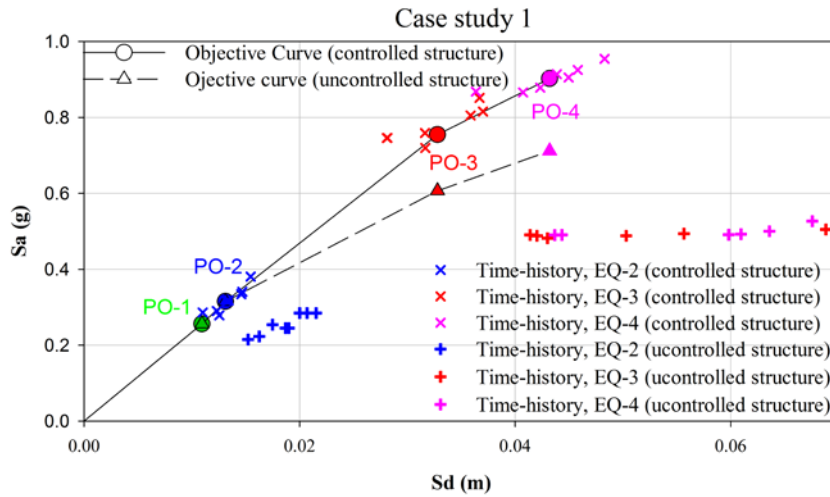 Case study 1
1.0
Objective Curve (controlled structure)
Ojective curve (uncontrolled structure)
0.8
PO-4
PO-3
0.6
Sa (g)
0.4
PO-2
Time-history, EQ-2 (controlled structure)
PO-1
Time-history, EQ-3 (controlled structure)
Time-history, EQ-4 (controlled structure)
0.2
Time-history, EQ-2 (ucontrolled structure)
Time-history, EQ-3 (ucontrolled structure)
Time-history, EQ-4 (ucontrolled structure)
0.0
0.00 0.02 0.04 0.06
Sd (m)